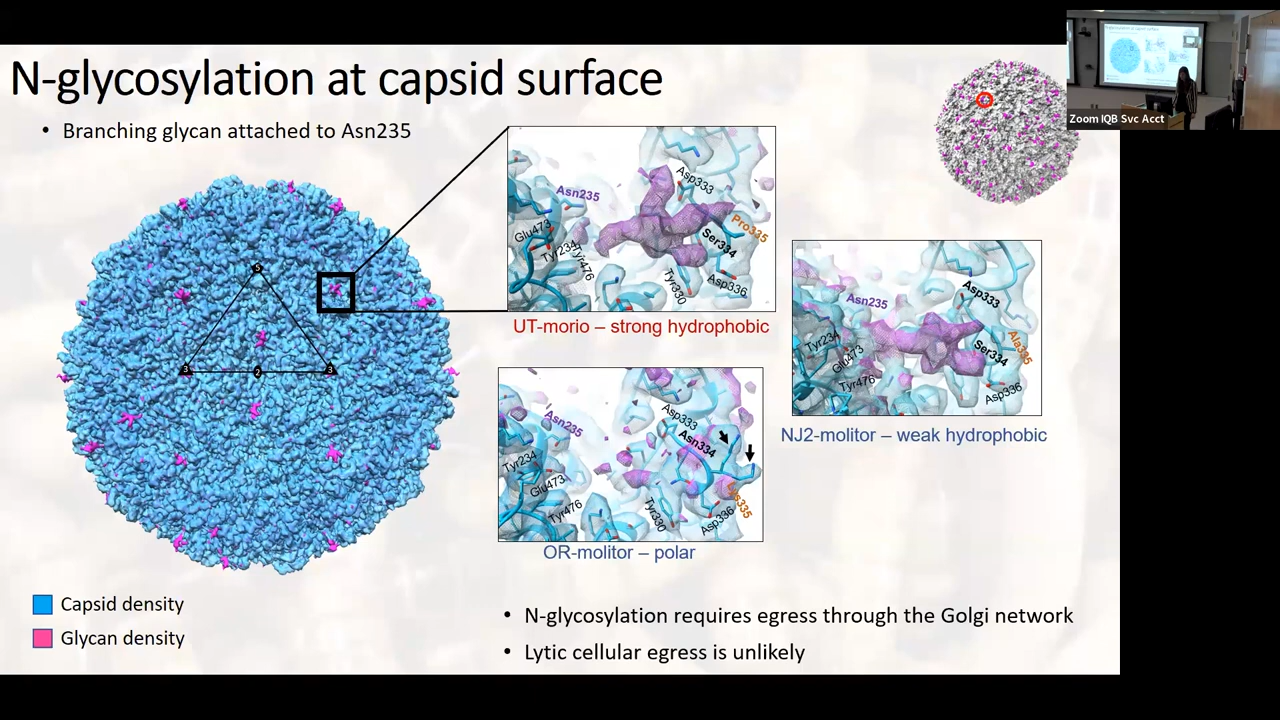 N-glycosylation at capsid surface
• Branching glycan attached to Asn235
Zoom IQB Svc Acct
5
3
2
3
Asn235
Asp333
Glu473
Tyr234
Tyr476
Pro335
Ser334
Tyr330
Asp336
UT-morio – strong hydrophobic
Asn235
Asp333
Tyr234
Glu473
Tyr476
Ala335
Ser334
Asp336
NJ2-molitor – weak hydrophobic
Asn235
Asp333
Asn334
Tyr234
Glu473
Tyr476
Tyr330
Asp336
OR-molitor – polar
Capsid density
Glycan density
• N-glycosylation requires egress through the Golgi network
• Lytic cellular egress is unlikely